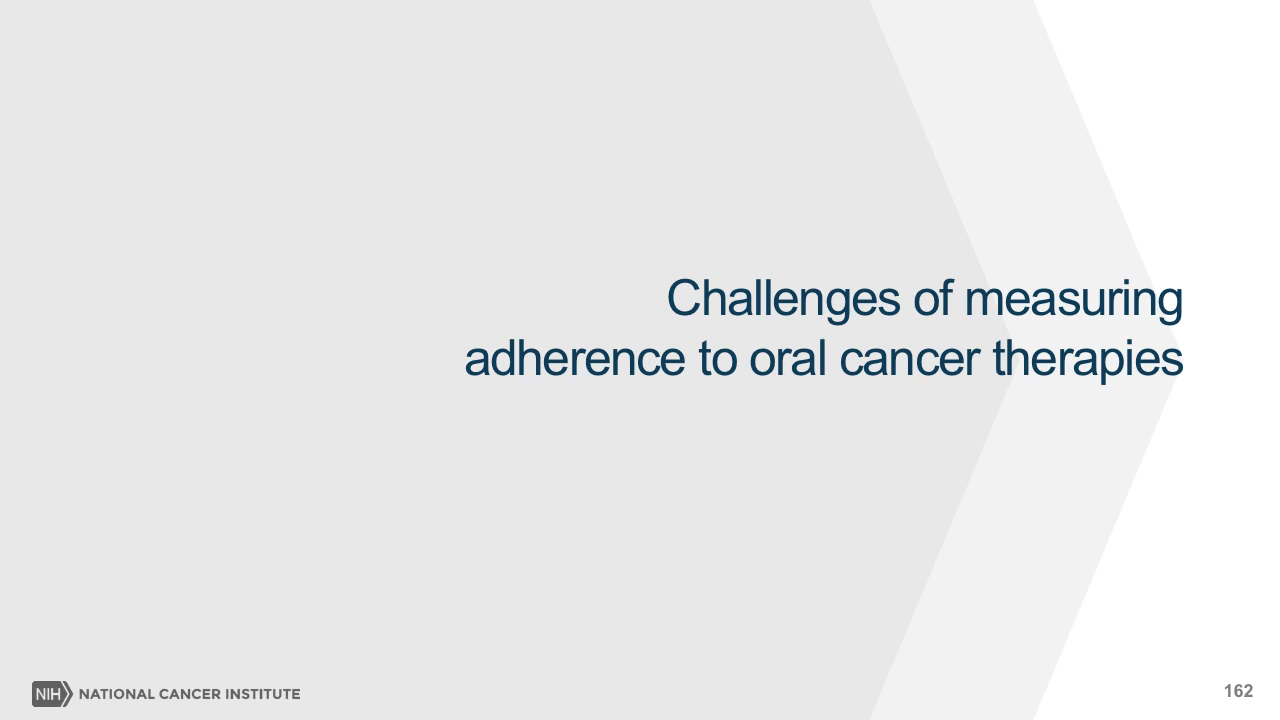 Challenges of measuring
adherence to oral cancer therapies
NIH NATIONAL CANCER INSTITUTE
162